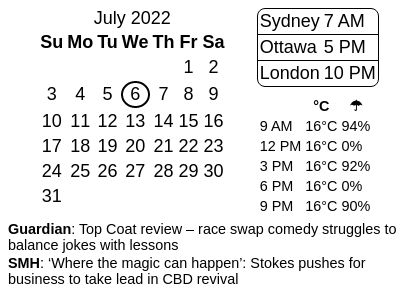 July 2022
Su Mo Tu We Th Fr Sa
1 2
3 4 5 6 7 8 9
10 11 12 13 14 15 16
17 18 19 20 21 22 23
24 25 26 27 28 29 30
31
Sydney 7 AM
Ottawa 5 PM
London 10 PM
°C ☂
9 AM 16°C 94%
12 PM 16°C 0%
3 PM 16°C 92%
6 PM 16°C 0%
9 PM 16°C 90%
Guardian: Top Coat review – race swap comedy struggles to
balance jokes with lessons
SMH: ‘Where the magic can happen’: Stokes pushes for
business to take lead in CBD revival